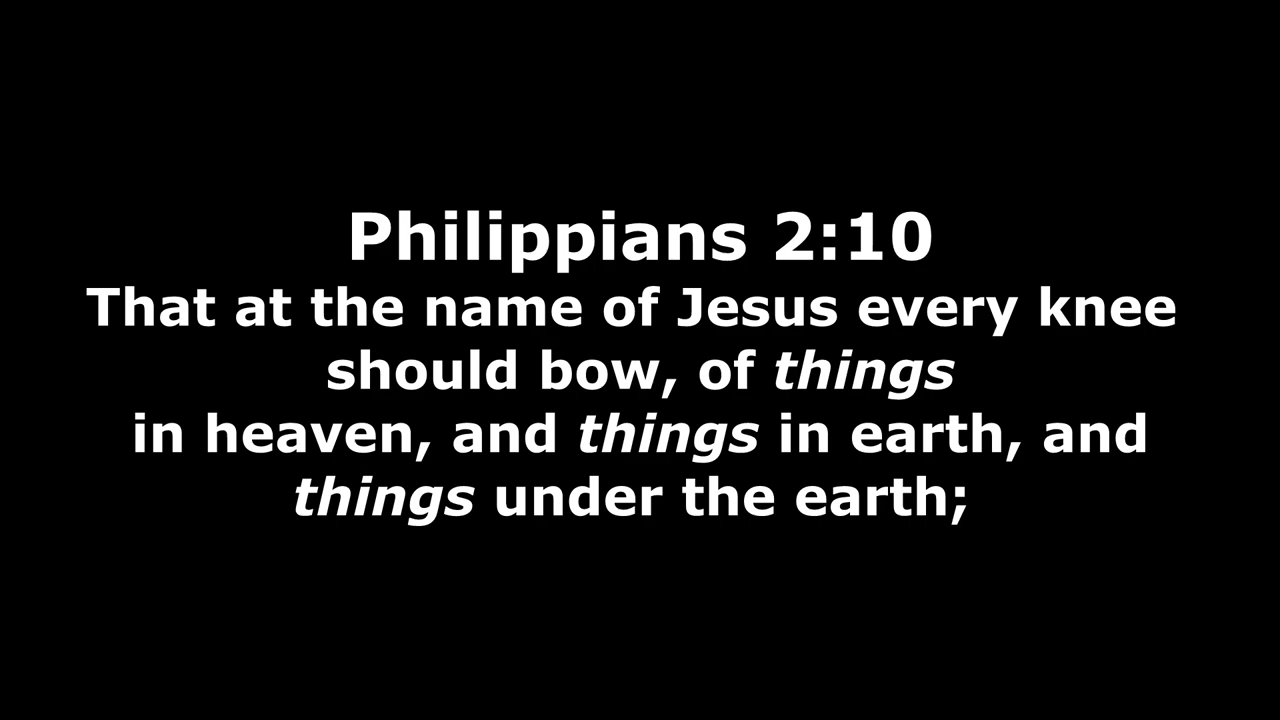 Philippians 2:10
That at the name of Jesus every knee
should bow, of things
in heaven, and things in earth, and
things under the earth;